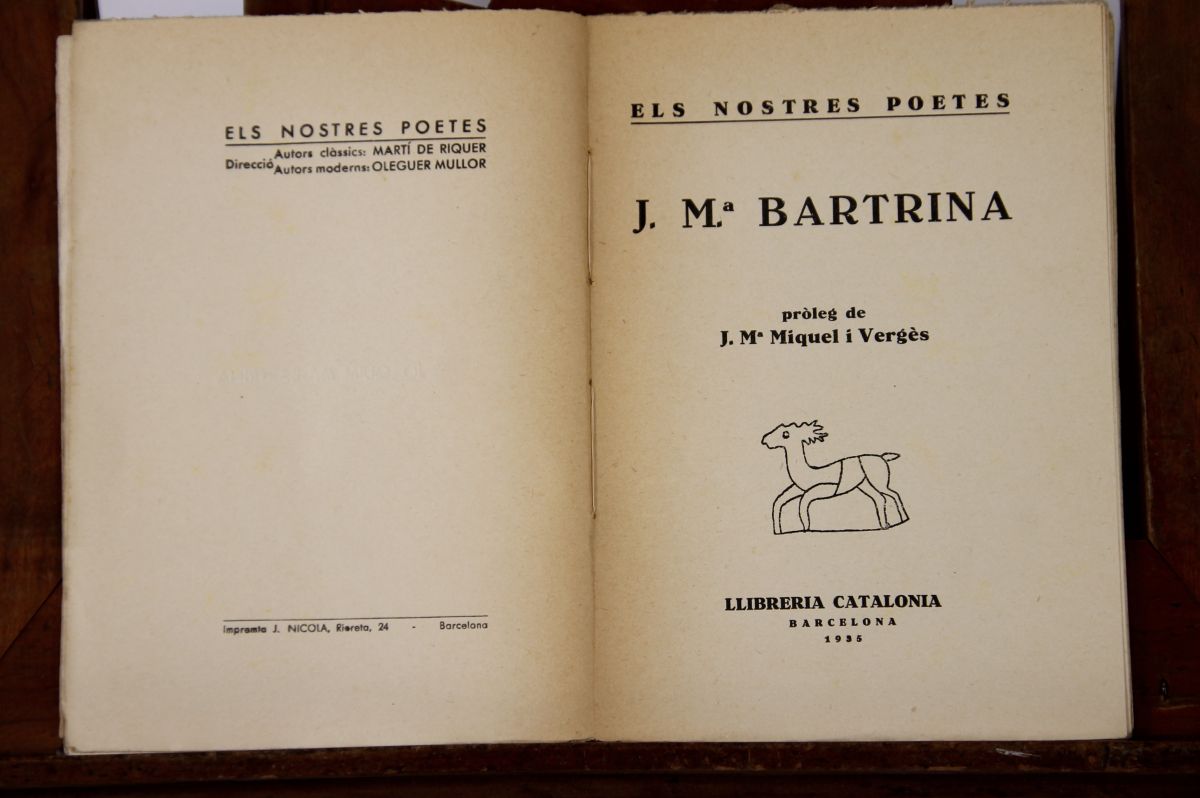 ELS NOSTRES POETES
Autors clàssics: MARTÍ DE RIQUER
Direcció
Autors moderns: OLEGUER MULLOR
Impremta J. NICOLA, Riereta, 24 - Barcelona
ELS NOSTRES POETES
J. M.ª BARTRINA
pròleg de
J. Mª Miquel i Vergès
LLIBRERIA CATALONIA
BARCELONA
1935